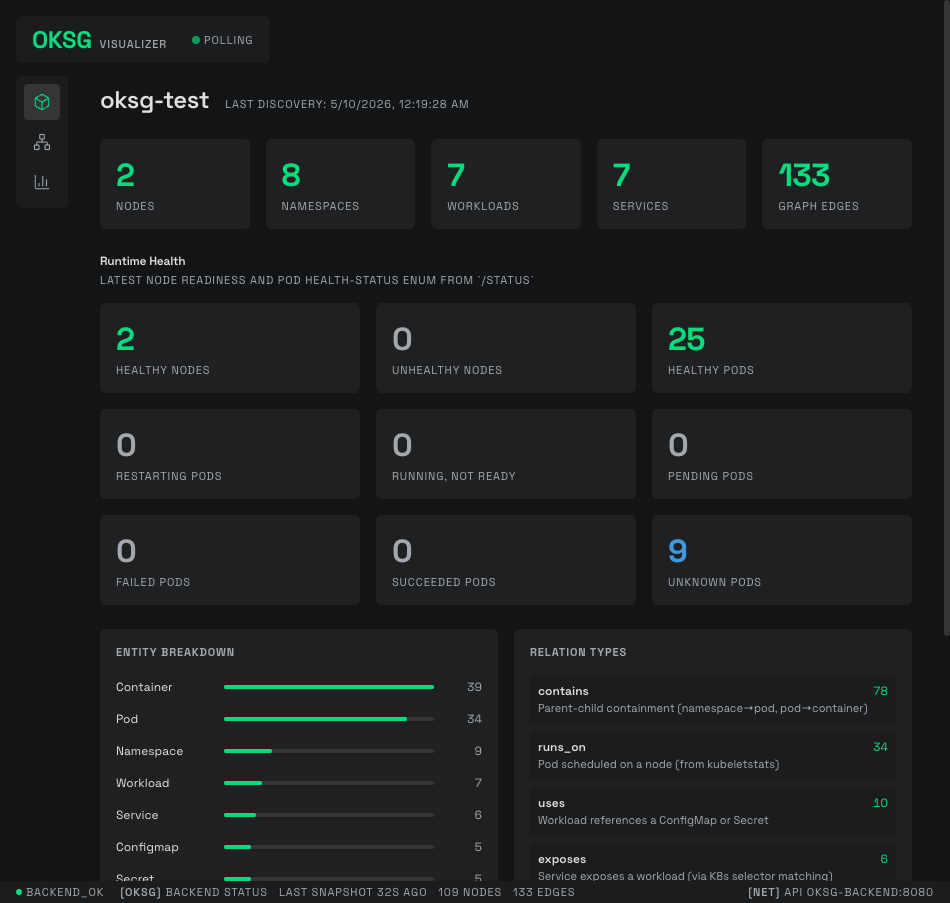 OKSG VISUALIZER POLLING
oksg-test LAST DISCOVERY: 5/10/2026, 12:19:28 AM
2
NODES
8
NAMESPACES
7
WORKLOADS
7
SERVICES
133
GRAPH EDGES
Runtime Health
LATEST NODE READINESS AND POD HEALTH-STATUS ENUM FROM `/STATUS`
2
HEALTHY NODES
0
UNHEALTHY NODES
25
HEALTHY PODS
0
RESTARTING PODS
0
RUNNING, NOT READY
0
PENDING PODS
0
FAILED PODS
0
SUCCEEDED PODS
9
UNKNOWN PODS
ENTITY BREAKDOWN
Container 39
Pod 34
Namespace 9
Workload 7
Service 6
Configmap 5
Secret 5
RELATION TYPES
contains 78
Parent-child containment (namespace→pod, pod→container)
runs_on 34
Pod scheduled on a node (from kubeletstats)
uses 10
Workload references a ConfigMap or Secret
exposes 6
Service exposes a workload (via K8s selector matching)
BACKEND_OK [OKSG] BACKEND STATUS · LAST SNAPSHOT 32S AGO · 109 NODES · 133 EDGES [NET] API OKSG-BACKEND:8080